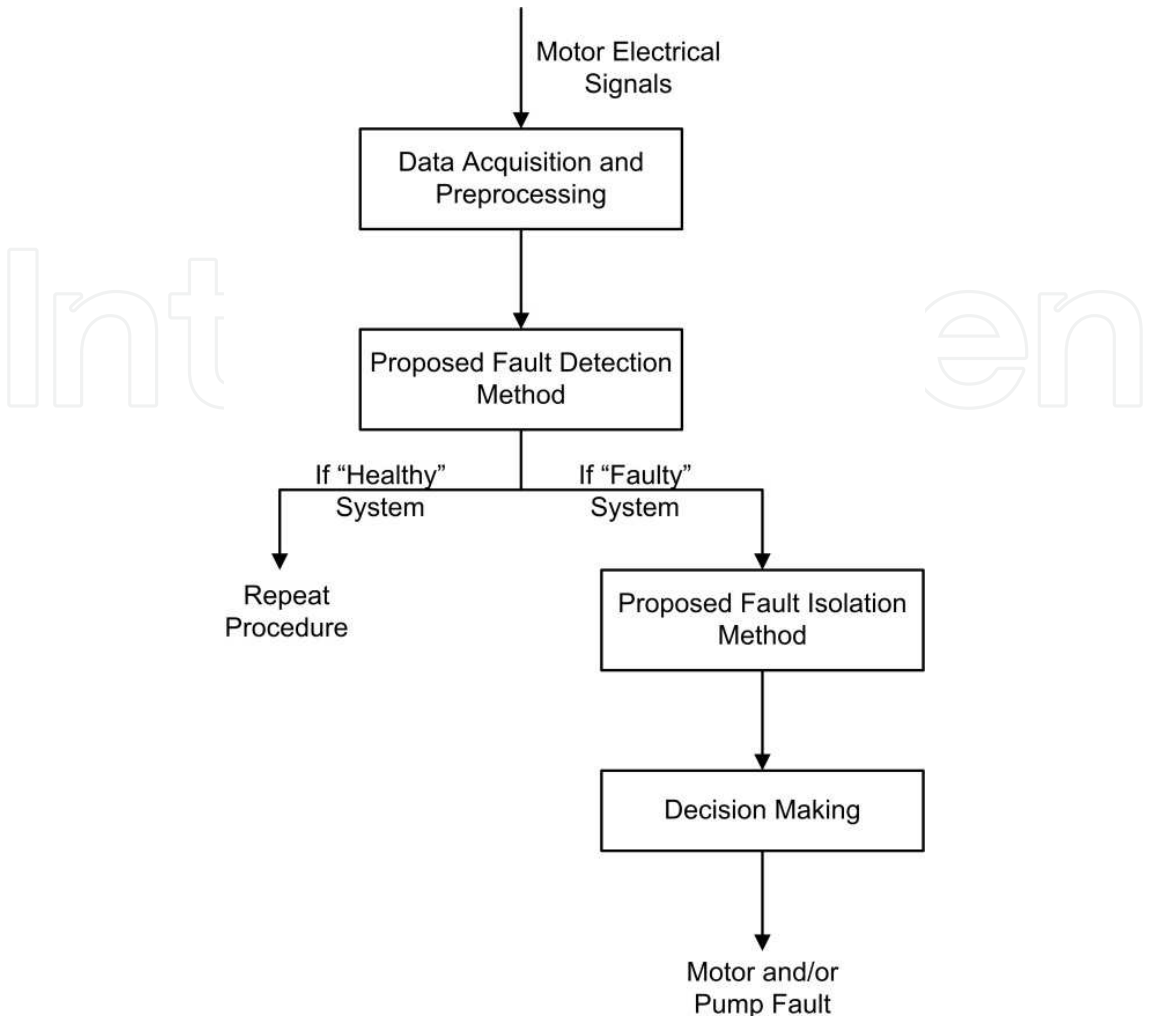 Motor Electrical
Signals
Data Acquisition and
Preprocessing
Proposed Fault Detection
Method
If “Healthy”
System
If “Faulty”
System
Repeat
Procedure
Proposed Fault Isolation
Method
Decision Making
Motor and/or
Pump Fault